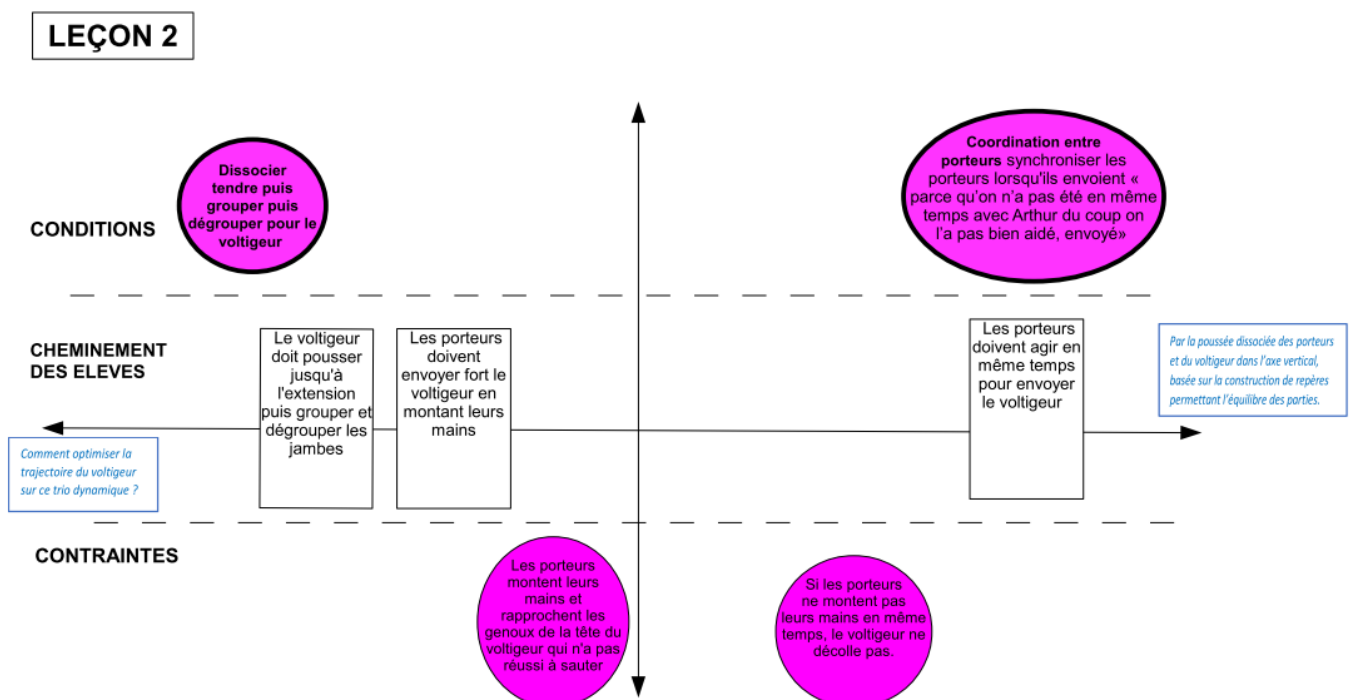 LEÇON 2
Dissocier
tendre puis
grouper puis
dégrouper pour le
voltigeur
Coordination entre
porteurs synchroniser les
porteurs lorsqu'ils envoient «
parce qu'on n'a pas été en même
temps avec Arthur du coup on
l'a pas bien aidé, envoyé»
CONDITIONS
CHEMINEMENT
DES ELEVES
Le voltigeur
doit pousser
jusqu'à
l'extension
puis grouper et
dégrouper les
jambes
Les porteurs
doivent
envoyer fort le
voltigeur en
montant leurs
mains
Les porteurs
doivent agir en
même temps
pour envoyer
le voltigeur
Par la poussée dissociée des porteurs
et du voltigeur dans l'axe vertical,
basée sur la construction de repères
permettant l'équilibre des parties.
Comment optimiser la
trajectoire du voltigeur
sur ce trio dynamique ?
CONTRAINTES
Les porteurs
montent leurs
mains et
rapprochent les
genoux de la tête du
voltigeur qui n'a pas
réussi à sauter
Si les porteurs
ne montent pas
leurs mains en même
temps, le voltigeur ne
décolle pas.